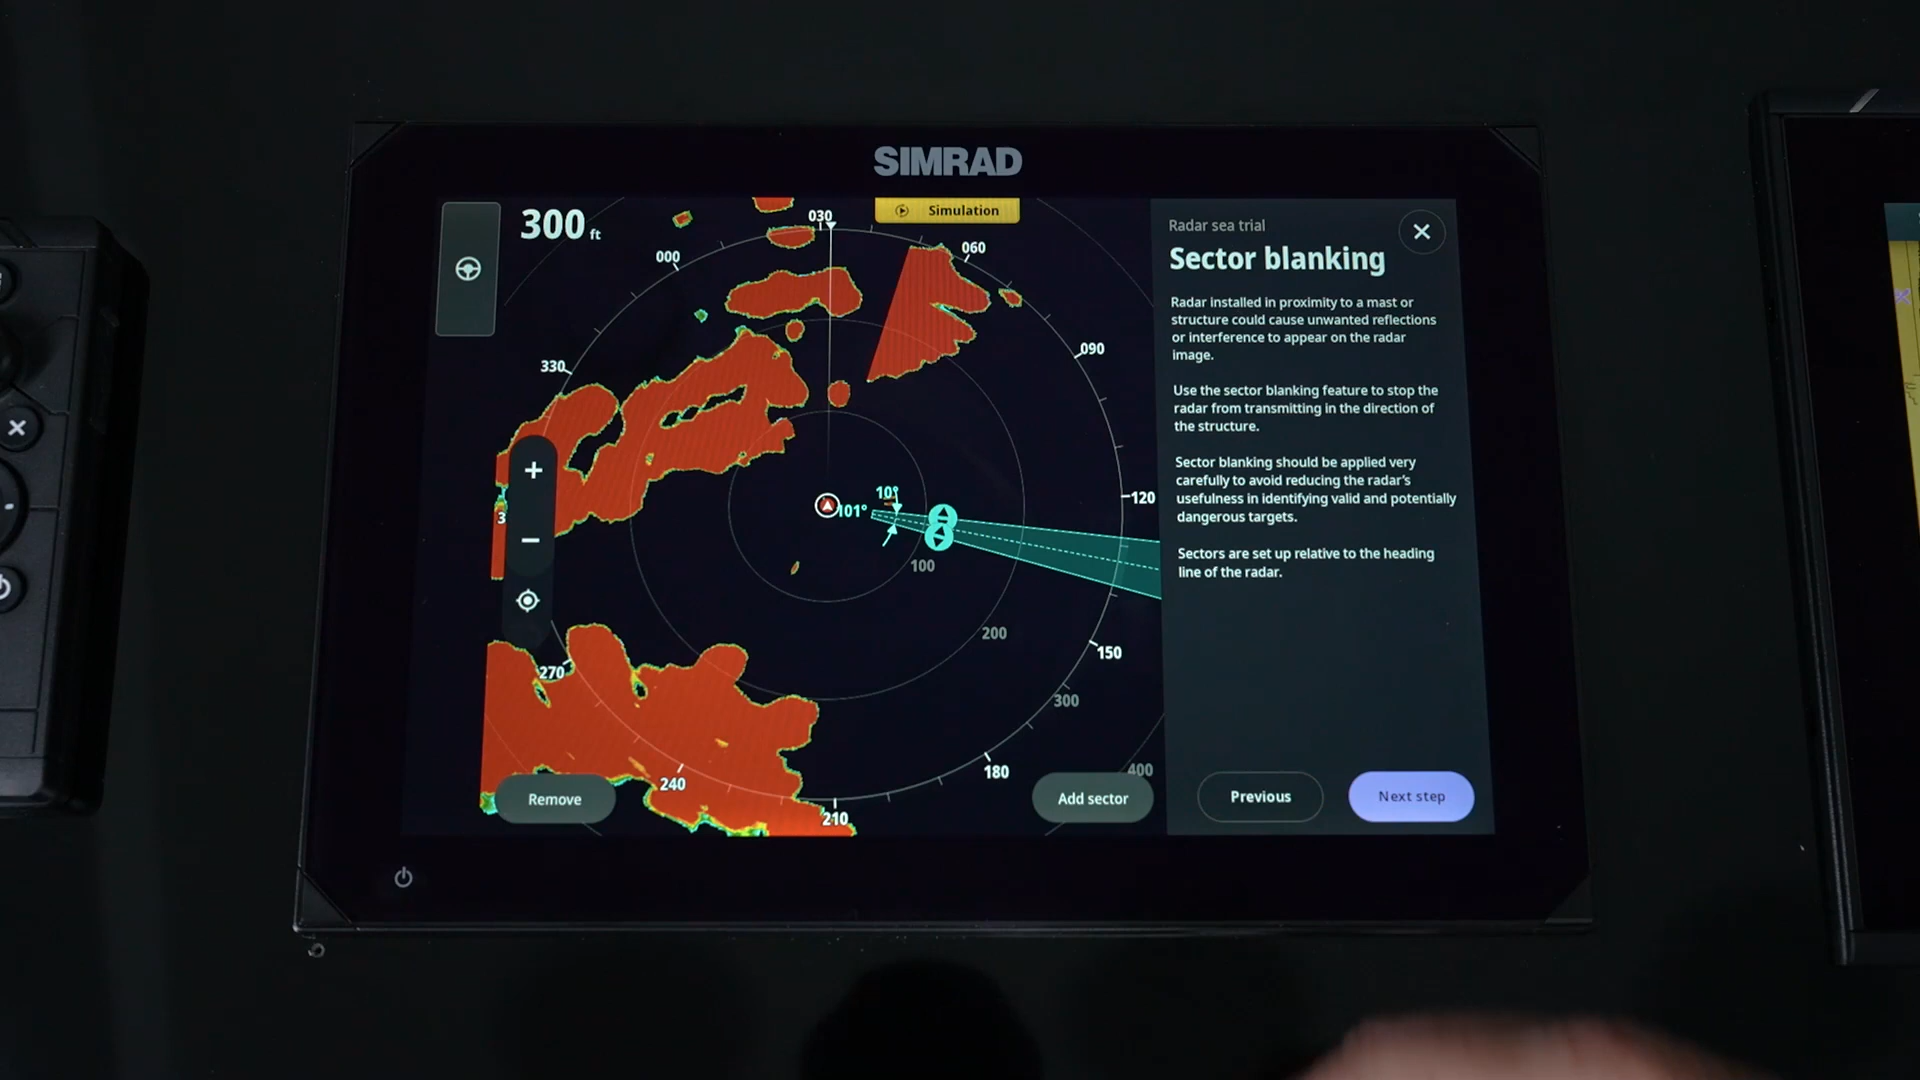 SIMRAD
300 ft
Simulation
030
000
060
330
090
120
101°
10°
3
100
200
150
300
270
240
180
400
210
Remove
Add sector
Radar sea trial
Sector blanking
Radar installed in proximity to a mast or
structure could cause unwanted reflections
or interference to appear on the radar
image.
Use the sector blanking feature to stop the
radar from transmitting in the direction of
the structure.
Sector blanking should be applied very
carefully to avoid reducing the radar's
usefulness in identifying valid and potentially
dangerous targets.
Sectors are set up relative to the heading
line of the radar.
Previous
Next step